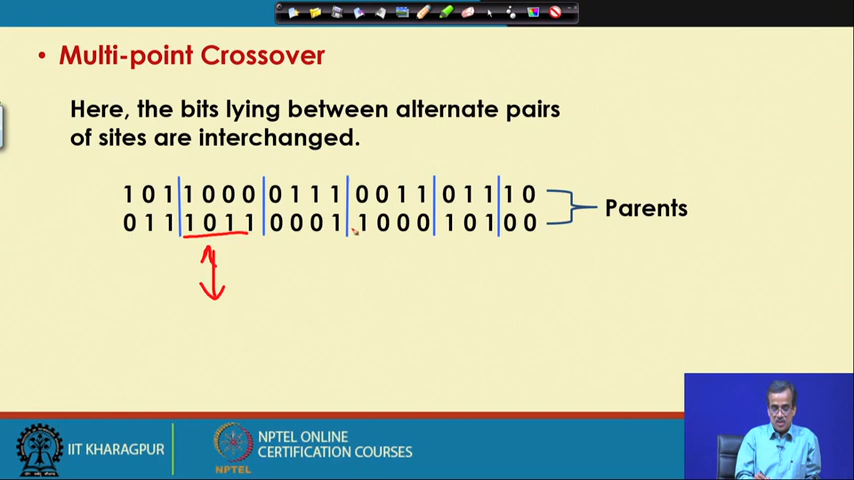 • Multi-point Crossover
Here, the bits lying between alternate pairs
of sites are interchanged.
1 0 1 1 0 0 0 0 1 1 1 0 0 1 1 0 1 1 1 0
0 1 1 1 0 1 1 0 0 0 1 1 0 0 0 1 0 1 0 0
Parents
IIT KHARAGPUR
NPTEL
NPTEL ONLINE
CERTIFICATION COURSES